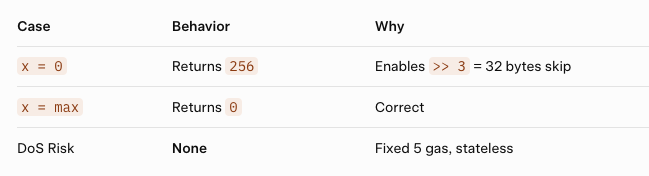 Case Behavior Why
x = 0 Returns 256 Enables >> 3 = 32 bytes skip
x = max Returns 0 Correct
DoS Risk None Fixed 5 gas, stateless